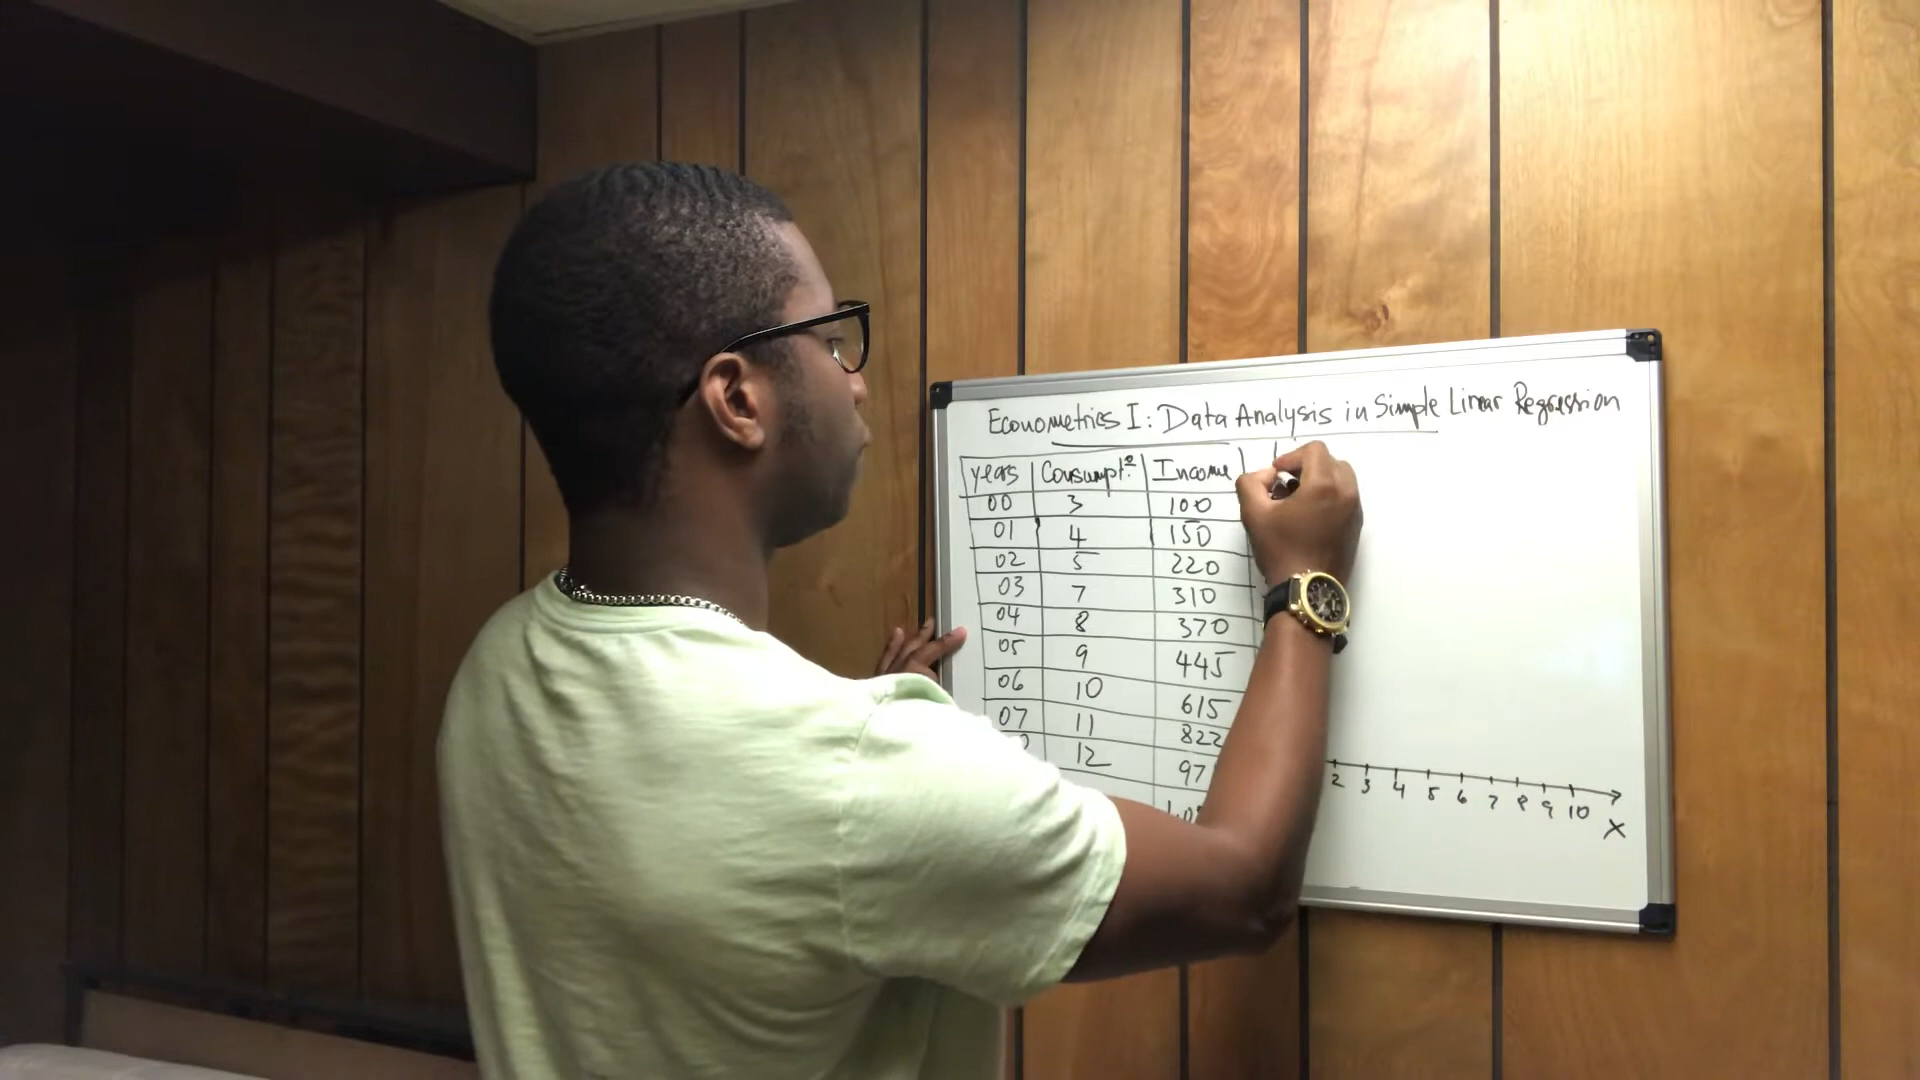 Econometrics I: Data Analysis in Simple Linear Regression
years Consumpt.º Income
00 3 100
01 4 150
02 5 220
03 7 310
04 8 370
05 9 445
06 10 615
07 11 822
12 97
2 3 4 5 6 7 8 9 10
X